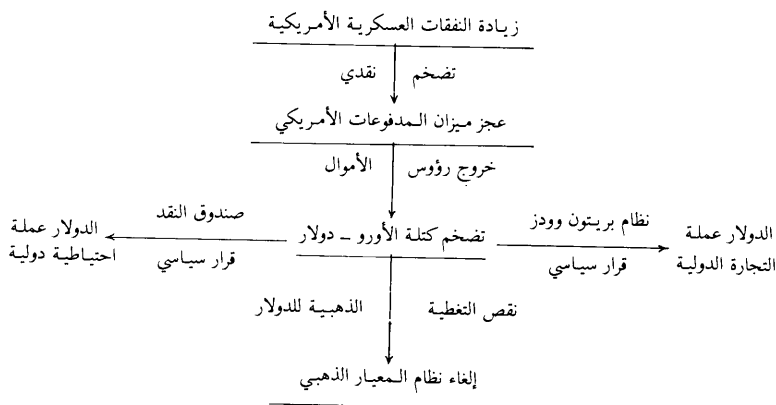 زيادة النفقات العسكرية الأمريكية
تضخم نقدي
عجز ميزان المدفوعات الأمريكي
خروج رؤوس الأموال
نظام بريتون وودز
صندوق النقد
الدولار عملة
التجارة الدولية
تضخم كتلة الأورو – دولار
الدولار عملة
احتياطية دولية
قرار سياسي
قرار سياسي
نقص التغطية الذهبية للدولار
إلغاء نظام المعيار الذهبي